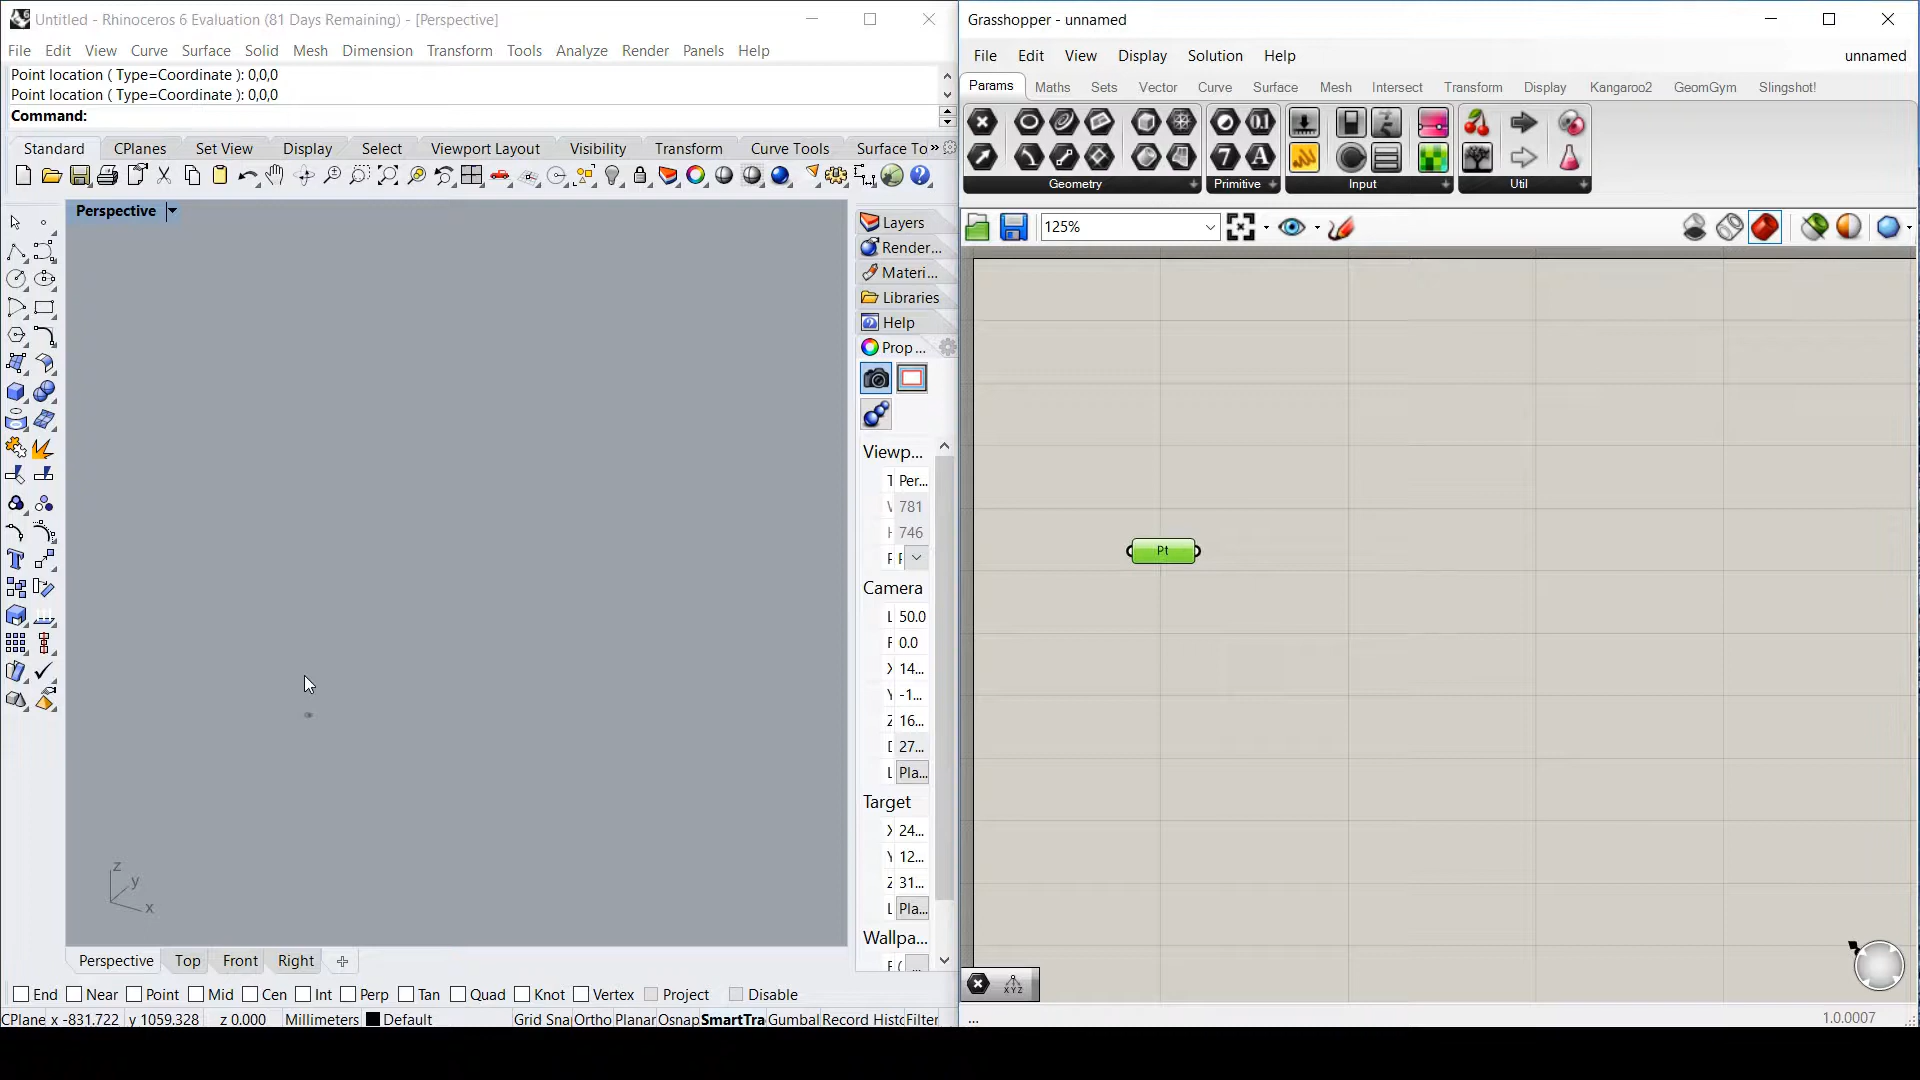 Untitled - Rhinoceros 6 Evaluation (81 Days Remaining) - [Perspective]
File Edit View Curve Surface Solid Mesh Dimension Transform Tools Analyze Render Panels Help
Point location ( Type=Coordinate ): 0,0,0
Point location ( Type=Coordinate ): 0,0,0
Command:
Standard CPlanes Set View Display Select Viewport Layout Visibility Transform Curve Tools Surface To »
Perspective
Layers
Render...
Materi...
Libraries
Help
Prop ...
Viewp...
Per...
781
746
Camera
L 50.0
F 0.0
X 14...
Y -1...
Z 16...
27...
L Pla...
Target
X 24...
Y 12...
Z 31...
L Pla...
Wallpa...
...
z
y
x
Perspective Top Front Right
End Near Point Mid Cen Int Perp Tan Quad Knot Vertex Project Disable
CPlane x -831.722 y 1059.328 z 0.000 Millimeters Default Grid Sna Ortho Planar Osnap SmartTra Gumbal Record Histo Filter
Grasshopper - unnamed
File Edit View Display Solution Help unnamed
Params Maths Sets Vector Curve Surface Mesh Intersect Transform Display Kangaroo2 GeomGym Slingshot!
0.1
7 A
Geometry Primitive Input Util
125%
Pt
XYZ
... 1.0.0007